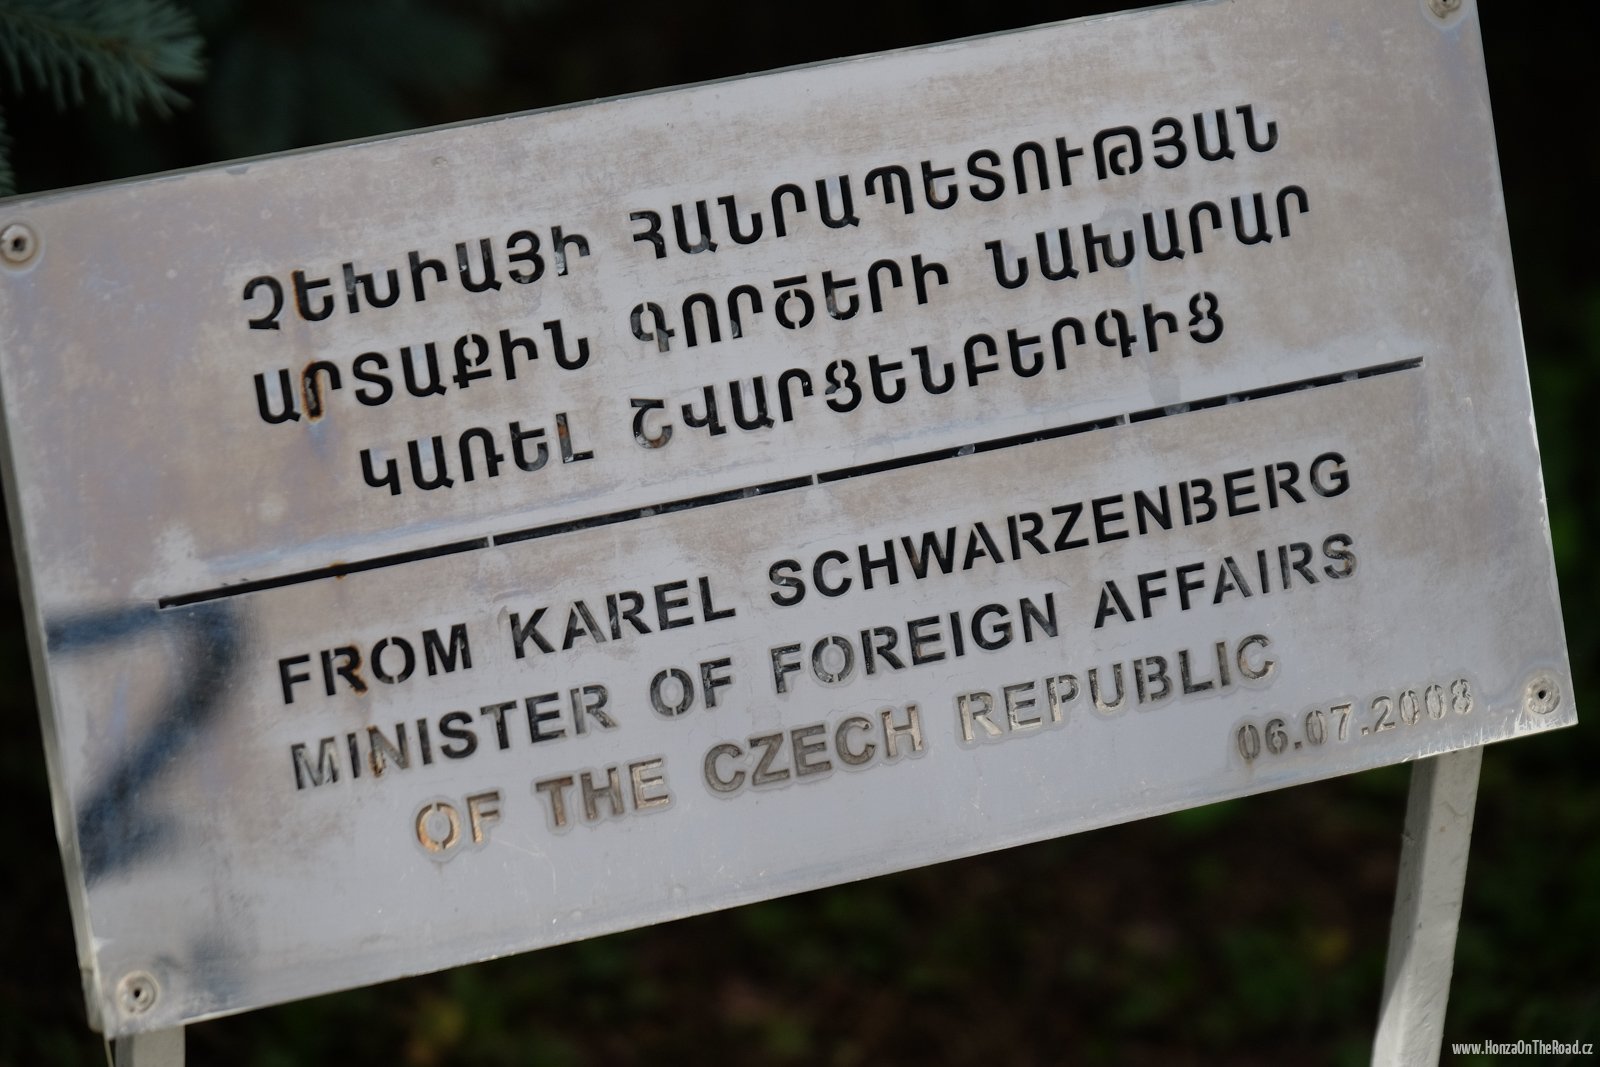 ՉԵԽԻԱՅԻ ՀԱՆՐԱՊԵՏՈՒԹՅԱՆ
ԱՐՏԱՔԻՆ ԳՈՐԾԵՐԻ ՆԱԽԱՐԱՐ
ԿԱՌԵԼ ՇՎԱՐՑԵՆԲԵՐԳԻՑ
FROM KAREL SCHWARZENBERG
MINISTER OF FOREIGN AFFAIRS
OF THE CZECH REPUBLIC
06.07.2008
www.HonzaOnTheRoad.cz